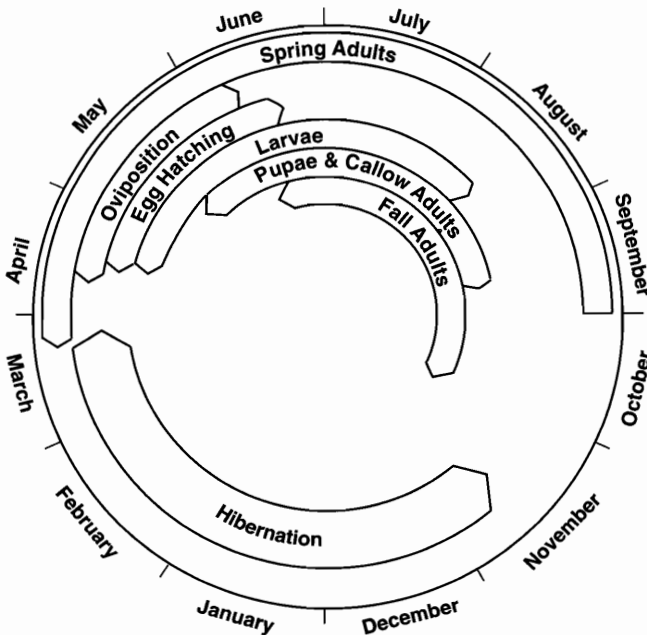 June
July
Spring Adults
May
August
Oviposition
Egg Hatching
Larvae
Pupae & Callow Adults
Fall Adults
April
September
March
October
February
Hibernation
November
January
December